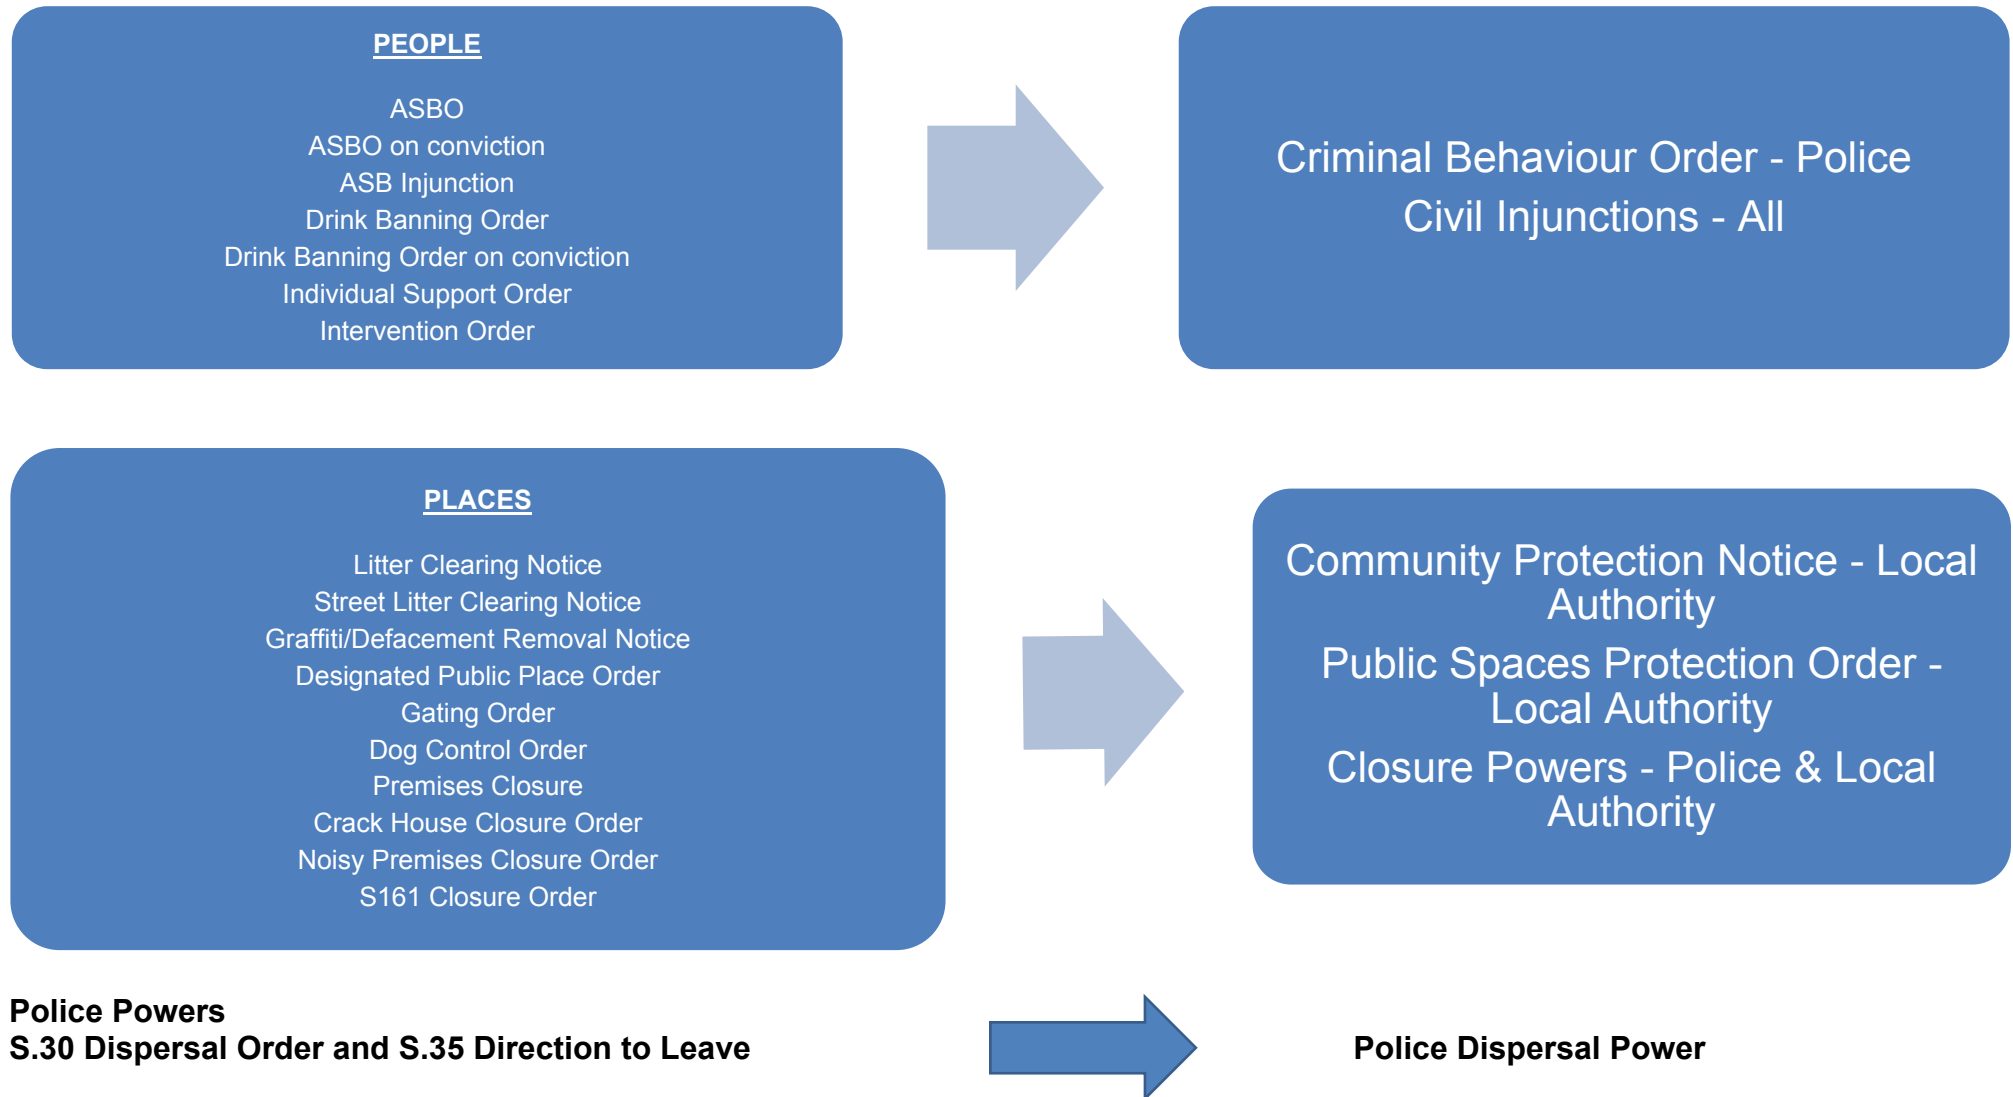 PEOPLE
ASBO
ASBO on conviction
ASB Injunction
Drink Banning Order
Drink Banning Order on conviction
Individual Support Order
Intervention Order
Criminal Behaviour Order - Police
Civil Injunctions - All
PLACES
Litter Clearing Notice
Street Litter Clearing Notice
Graffiti/Defacement Removal Notice
Designated Public Place Order
Gating Order
Dog Control Order
Premises Closure
Crack House Closure Order
Noisy Premises Closure Order
S161 Closure Order
Community Protection Notice - Local
Authority
Public Spaces Protection Order -
Local Authority
Closure Powers - Police & Local
Authority
Police Powers
S.30 Dispersal Order and S.35 Direction to Leave
Police Dispersal Power